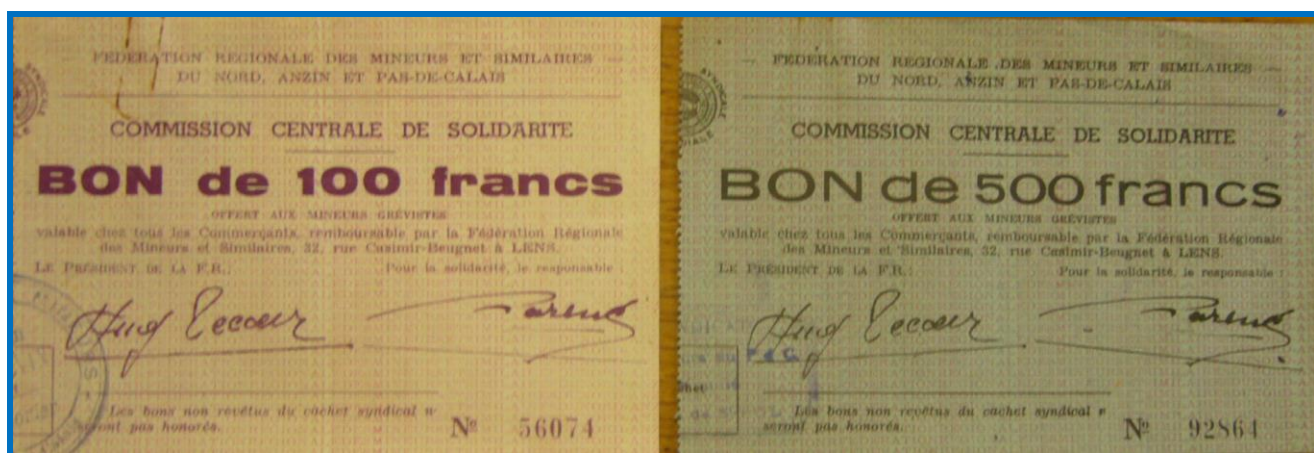 FEDERATION REGIONALE DES MINEURS ET SIMILAIRES
DU NORD, ANZIN ET PAS-DE-CALAIS
COMMISSION CENTRALE DE SOLIDARITE
BON de 100 francs
OFFERT AUX MINEURS GRÉVISTES
valable chez tous les Commerçants, remboursable par la Fédération Régionale
des Mineurs et Similaires, 32, rue Casimir-Beugnet à LENS.
LE PRÉSIDENT DE LA F.R.: Pour la solidarité, le responsable :
Les bons non revêtus du cachet syndical n
seront pas honorés.
Nº 56074
FEDERATION REGIONALE DES MINEURS ET SIMILAIRES
DU NORD, ANZIN ET PAS-DE-CALAIS
COMMISSION CENTRALE DE SOLIDARITE
BON de 500 francs
OFFERT AUX MINEURS GRÉVISTES
valable chez tous les Commerçants, remboursable par la Fédération Régionale
des Mineurs et Similaires, 32, rue Casimir-Beugnet à LENS.
LE PRÉSIDENT DE LA F.R.: Pour la solidarité, le responsable :
Les bons non revêtus du cachet syndical n
seront pas honorés.
Nº 92864